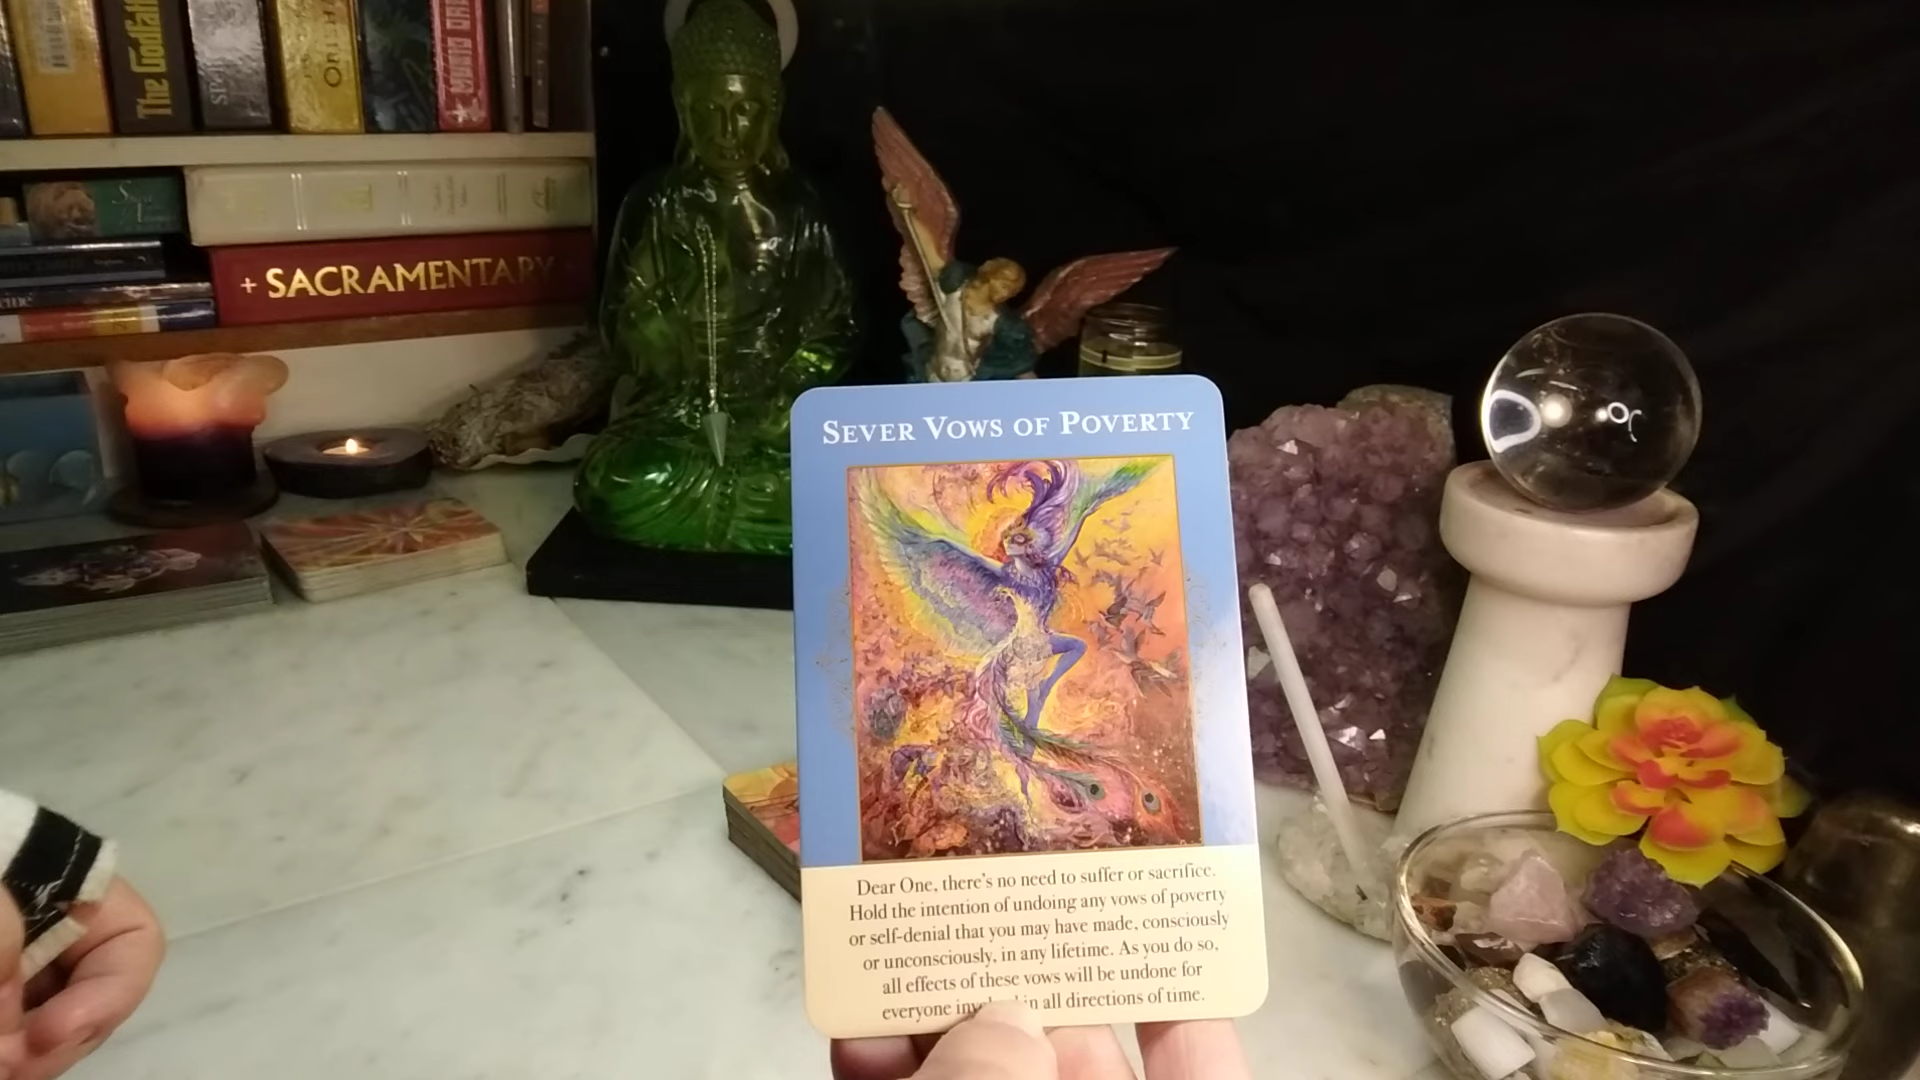 The Godfath
SACRAMENTARY
SEVER VOWS OF POVERTY
Dear One, there's no need to suffer or sacrifice.
Hold the intention of undoing any vows of poverty
or self-denial that you may have made, consciously
or unconsciously, in any lifetime. As you do so,
all effects of these vows will be undone for
everyone in all directions of time.